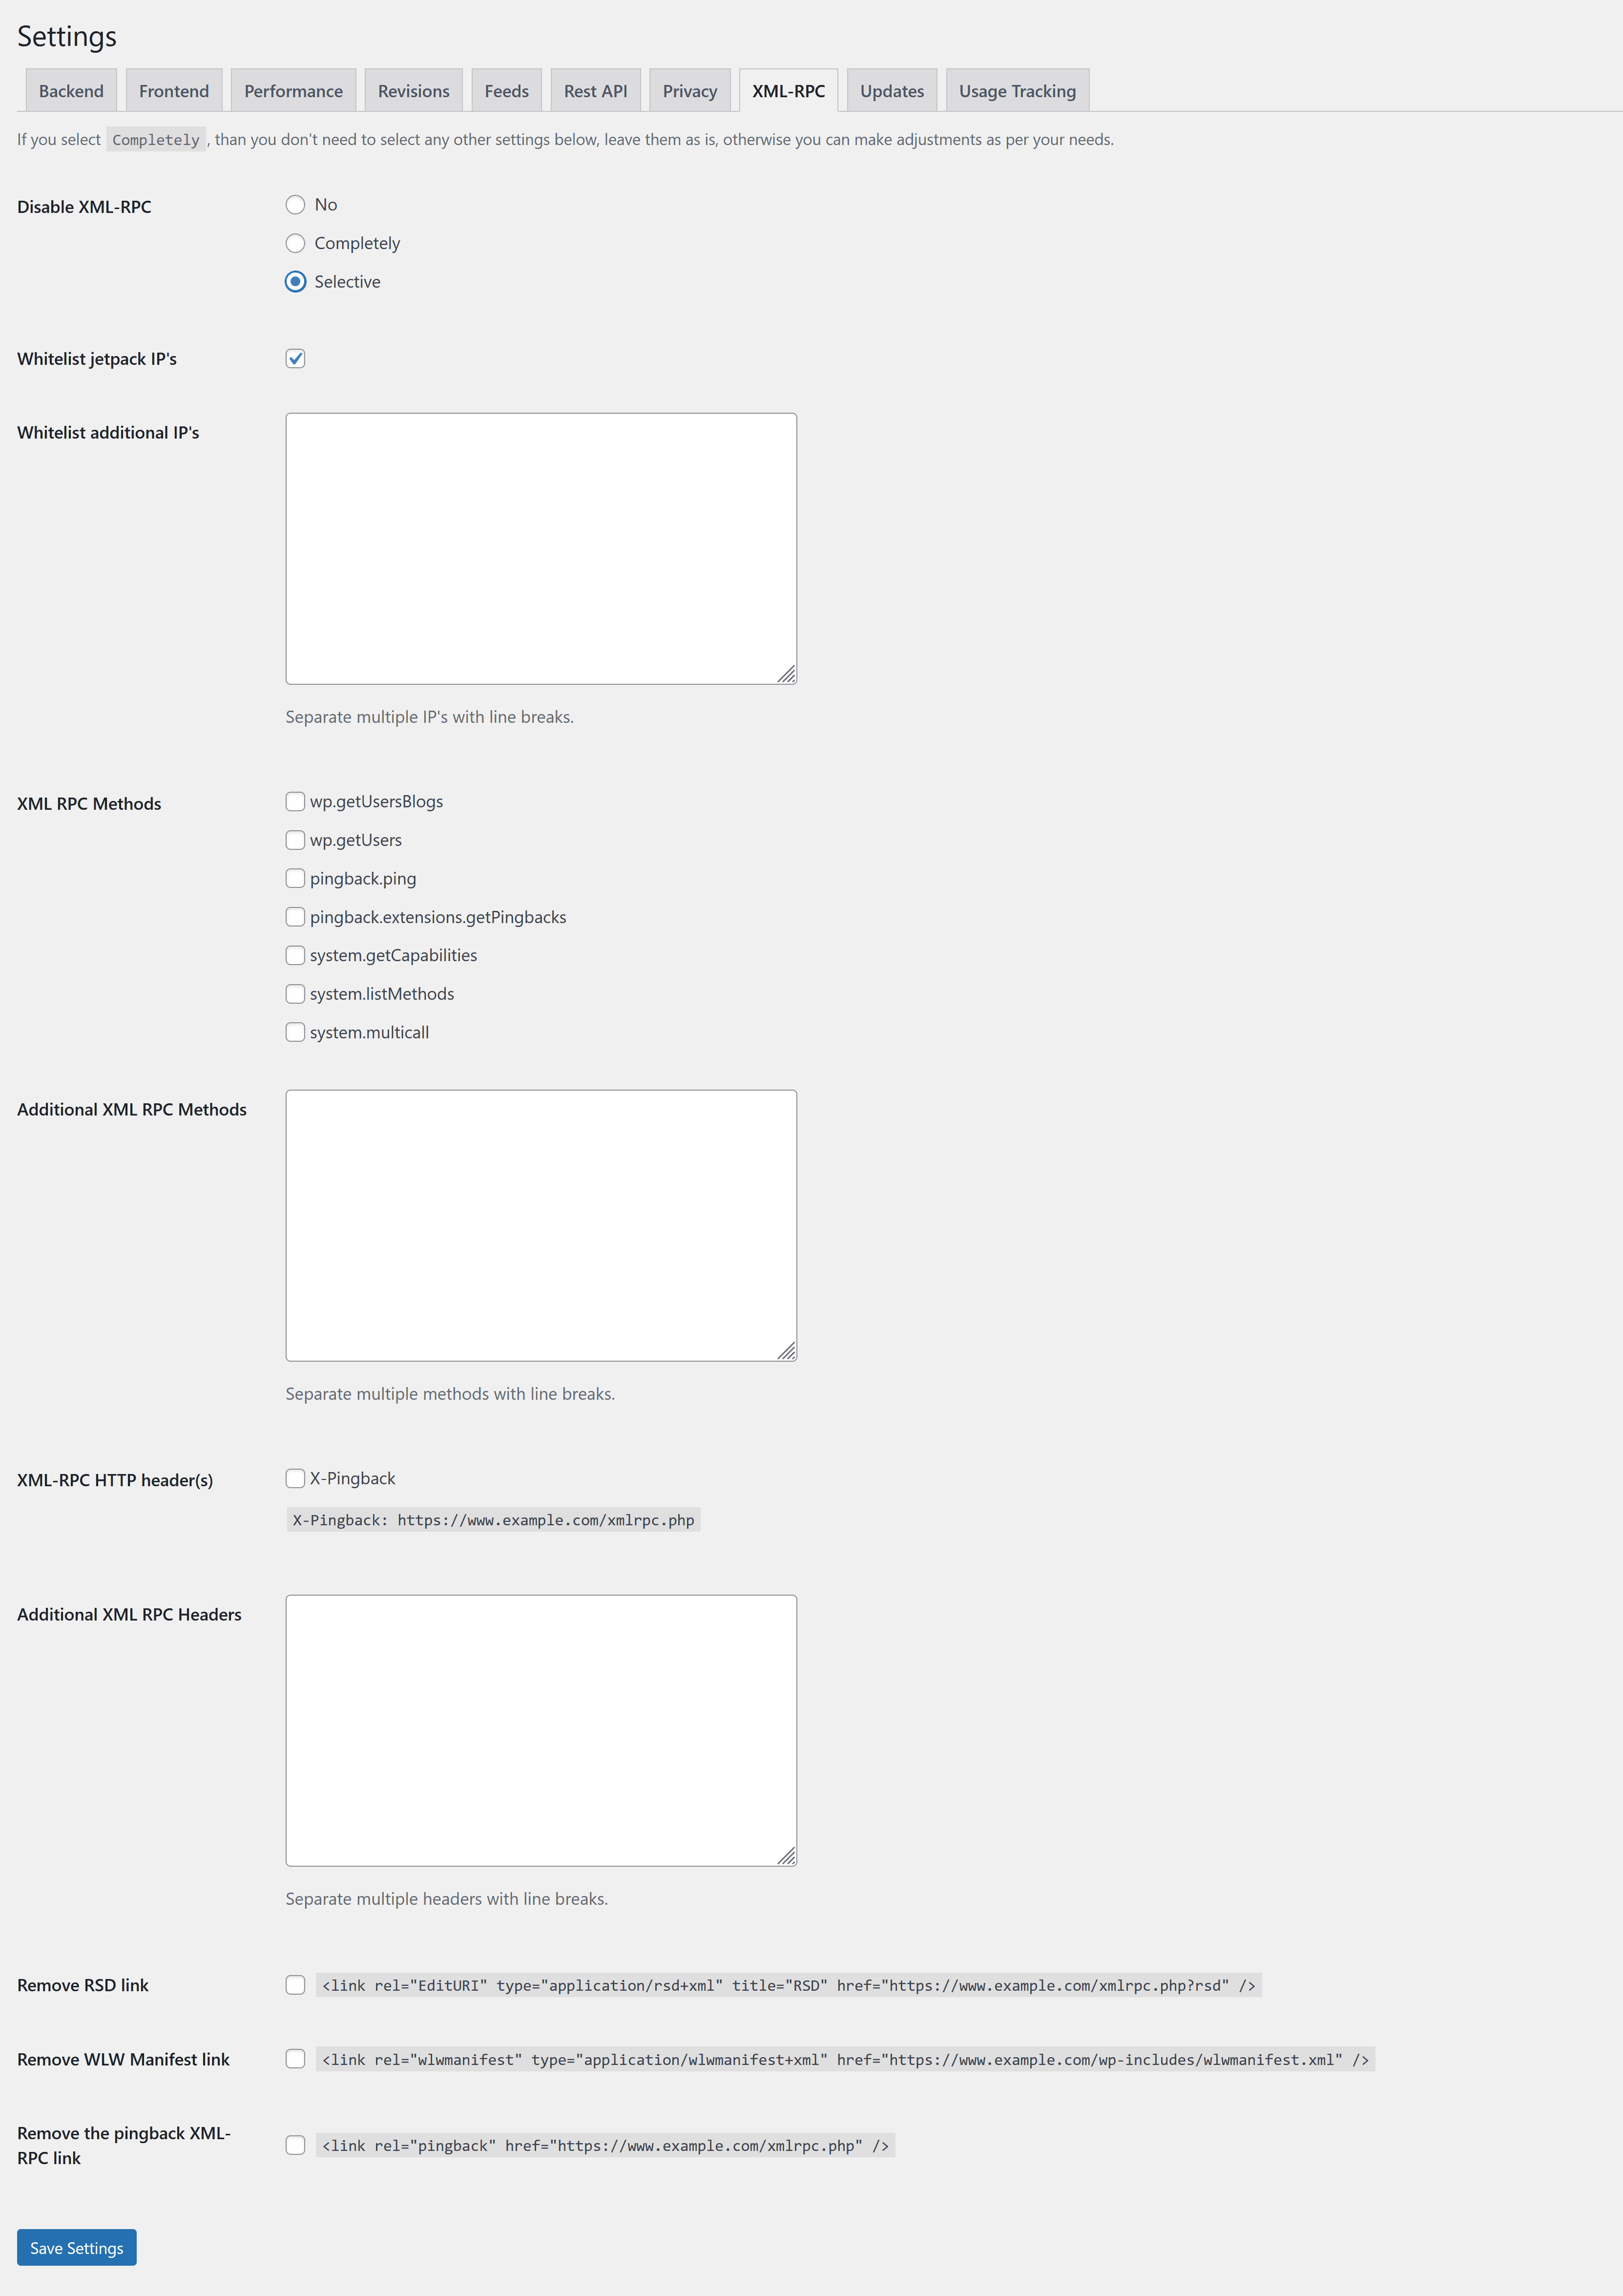 Settings
Backend Frontend Performance Revisions Feeds Rest API Privacy XML-RPC Updates Usage Tracking
If you select Completely , than you don't need to select any other settings below, leave them as is, otherwise you can make adjustments as per your needs.
Disable XML-RPC
No
Completely
Selective
Whitelist jetpack IP's
Whitelist additional IP's
Separate multiple IP's with line breaks.
XML RPC Methods
wp.getUsersBlogs
wp.getUsers
pingback.ping
pingback.extensions.getPingbacks
system.getCapabilities
system.listMethods
system.multicall
Additional XML RPC Methods
Separate multiple methods with line breaks.
XML-RPC HTTP header(s)
X-Pingback
X-Pingback: https://www.example.com/xmlrpc.php
Additional XML RPC Headers
Separate multiple headers with line breaks.
Remove RSD link
<link rel="EditURI" type="application/rsd+xml" title="RSD" href="https://www.example.com/xmlrpc.php?rsd" />
Remove WLW Manifest link
<link rel="wlwmanifest" type="application/wlwmanifest+xml" href="https://www.example.com/wp-includes/wlwmanifest.xml" />
Remove the pingback XML-
RPC link
<link rel="pingback" href="https://www.example.com/xmlrpc.php" />
Save Settings